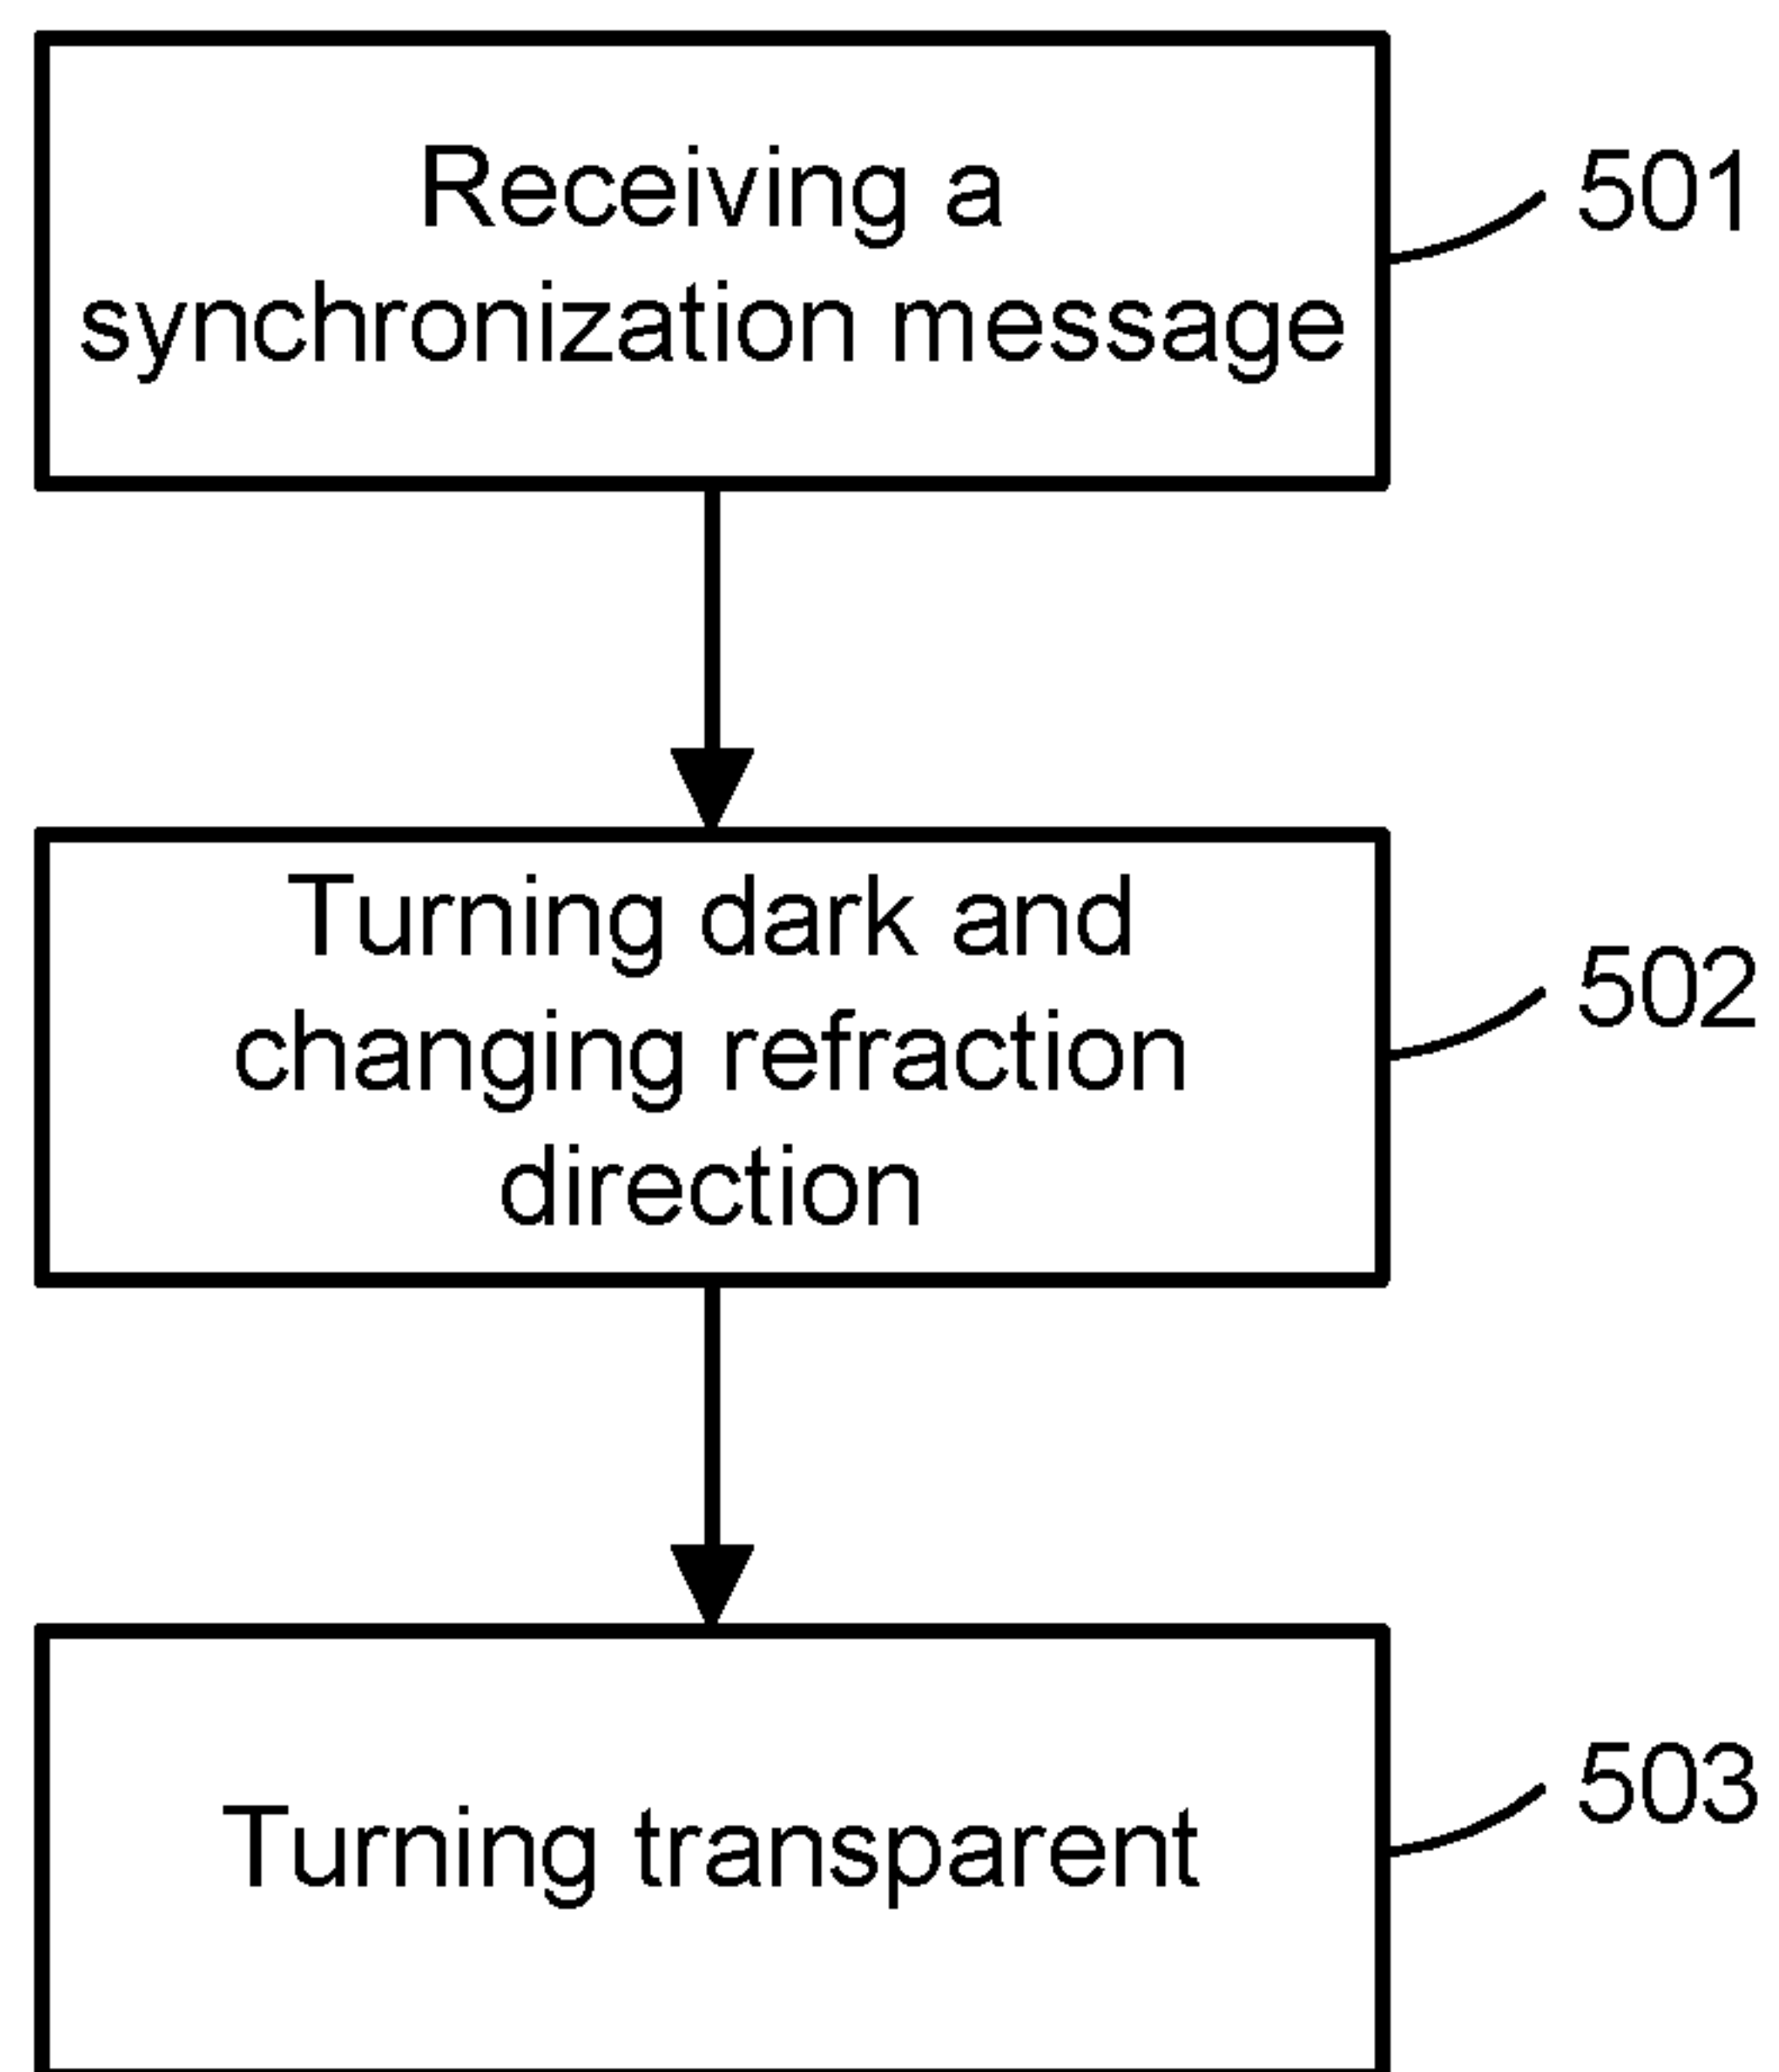 Receiving a
synchronization message
501
Turning dark and
changing refraction
direction
502
Turning transparent
503